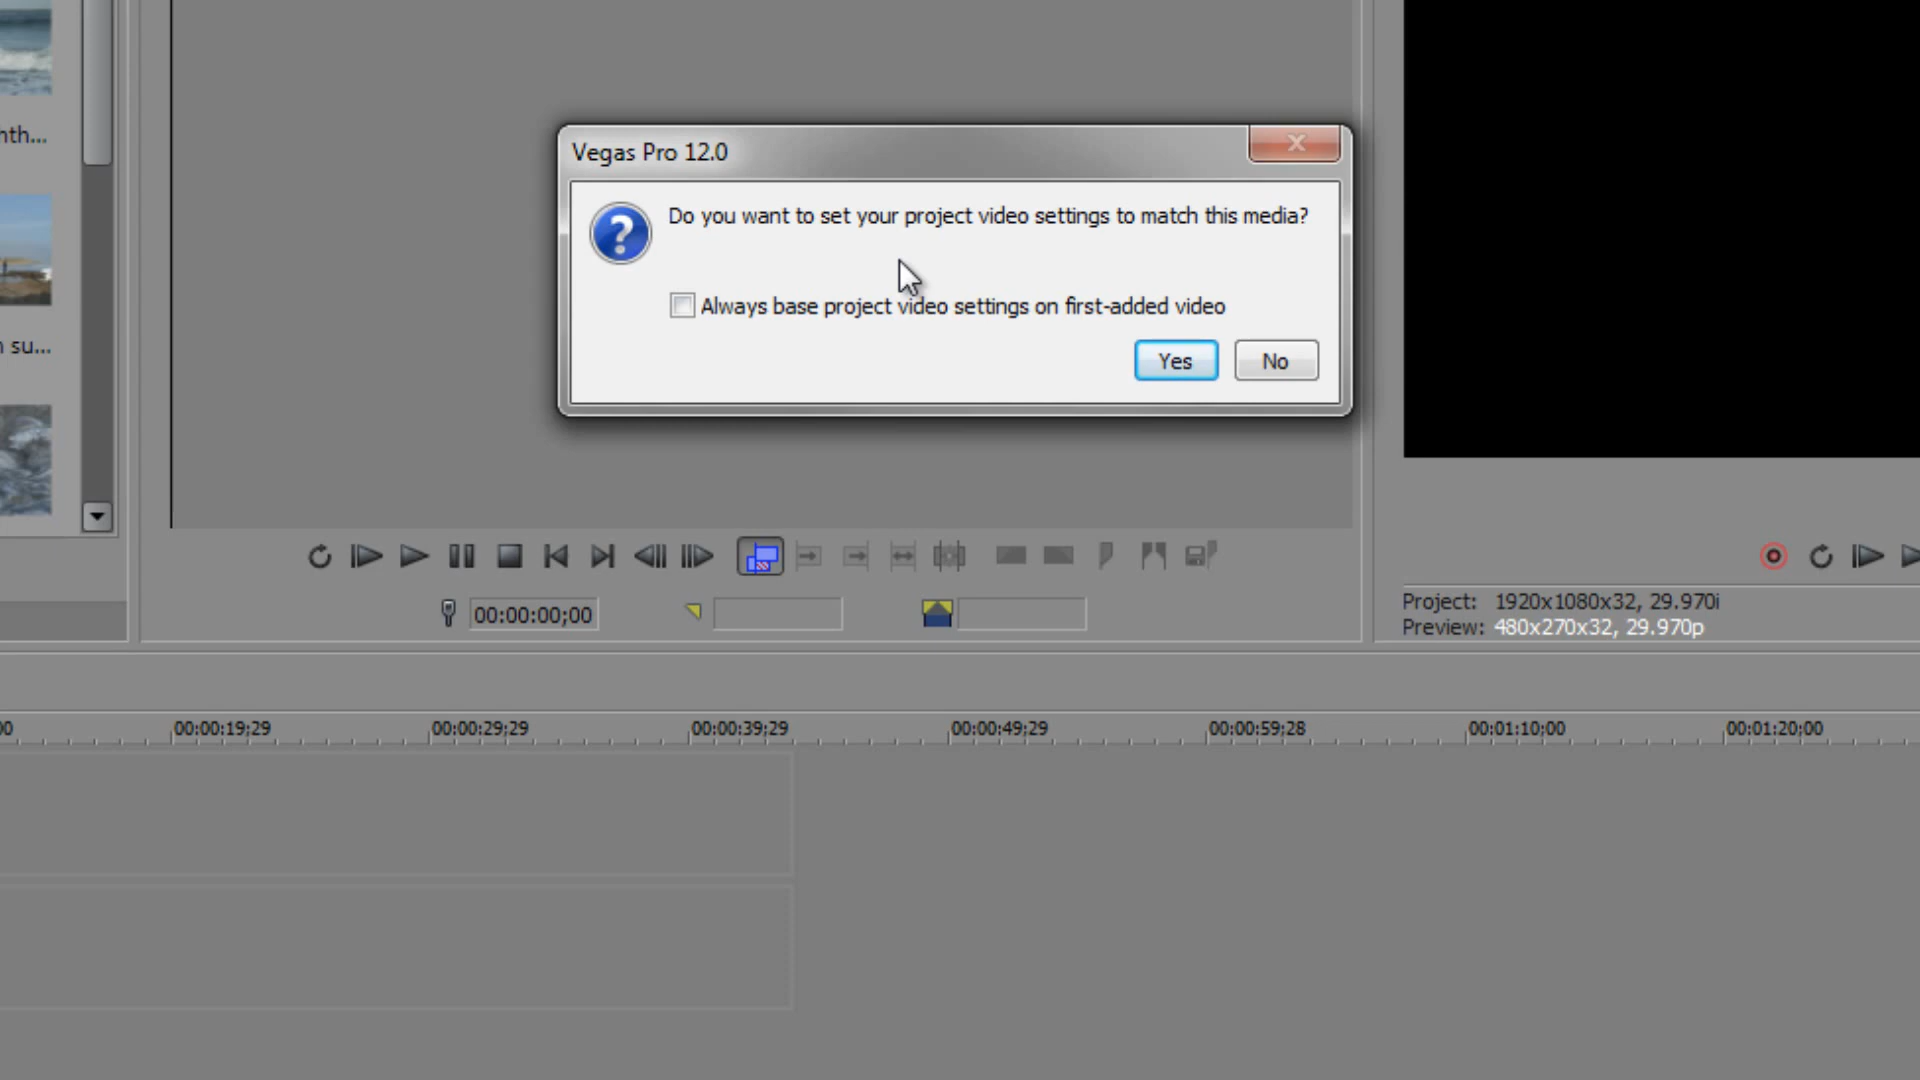 hth...
n su...
Vegas Pro 12.0
Do you want to set your project video settings to match this media?
Always base project video settings on first-added video
Yes
No
00:00:00;00
Project: 1920x1080x32, 29.970i
Preview: 480x270x32, 29.970p
00
00:00:19;29
00:00:29;29
00:00:39;29
00:00:49;29
00:00:59;28
00:01:10;00
00:01:20;00